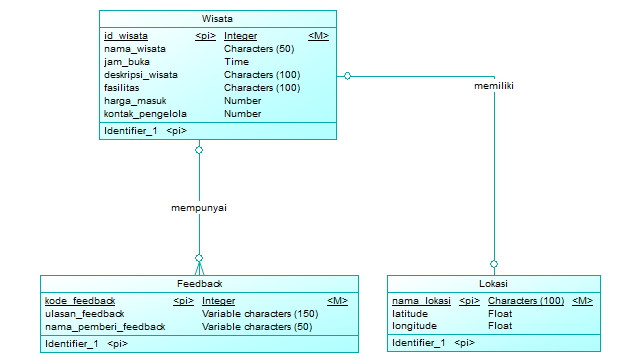 Wisata
id_wisata <pi> Integer <M>
nama_wisata Characters (50)
jam_buka Time
deskripsi_wisata Characters (100)
fasilitas Characters (100)
harga_masuk Number
kontak_pengelola Number
Identifier_1 <pi>
memiliki
mempunyai
Feedback
kode_feedback <pi> Integer <M>
ulasan_feedback Variable characters (150)
nama_pemberi_feedback Variable characters (50)
Identifier_1 <pi>
Lokasi
nama_lokasi <pi> Characters (100) <M>
latitude Float
longitude Float
Identifier_1 <pi>